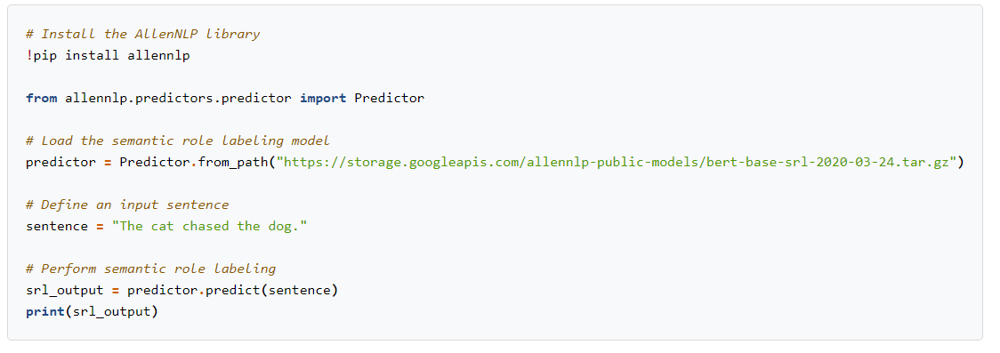 # Install the AllenNLP library
!pip install allennlp
from allennlp.predictors.predictor import Predictor
# Load the semantic role labeling model
predictor = Predictor.from_path("https://storage.googleapis.com/allennlp-public-models/bert-base-srl-2020-03-24.tar.gz")
# Define an input sentence
sentence = "The cat chased the dog."
# Perform semantic role labeling
srl_output = predictor.predict(sentence)
print(srl_output)